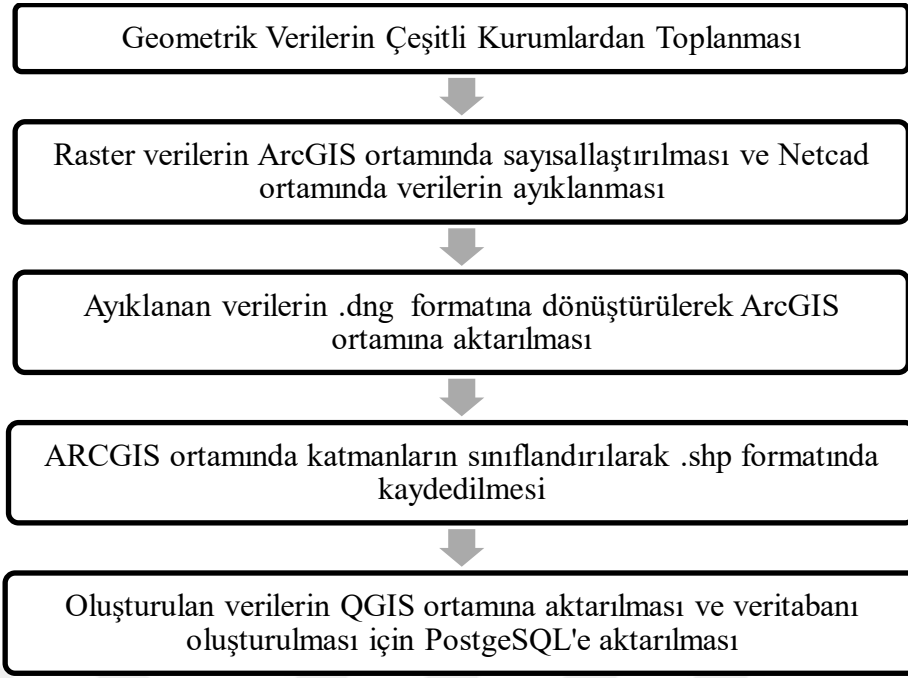 Geometrik Verilerin Çeşitli Kurumlardan Toplanması
Raster verilerin ArcGIS ortamında sayısallaştırılması ve Netcad
ortamında verilerin ayıklanması
Ayıklanan verilerin .dng formatına dönüştürülerek ArcGIS
ortamına aktarılması
ARCGIS ortamında katmanların sınıflandırılarak .shp formatında
kaydedilmesi
Oluşturulan verilerin QGIS ortamına aktarılması ve veritabanı
oluşturulması için PostgeSQL'e aktarılması